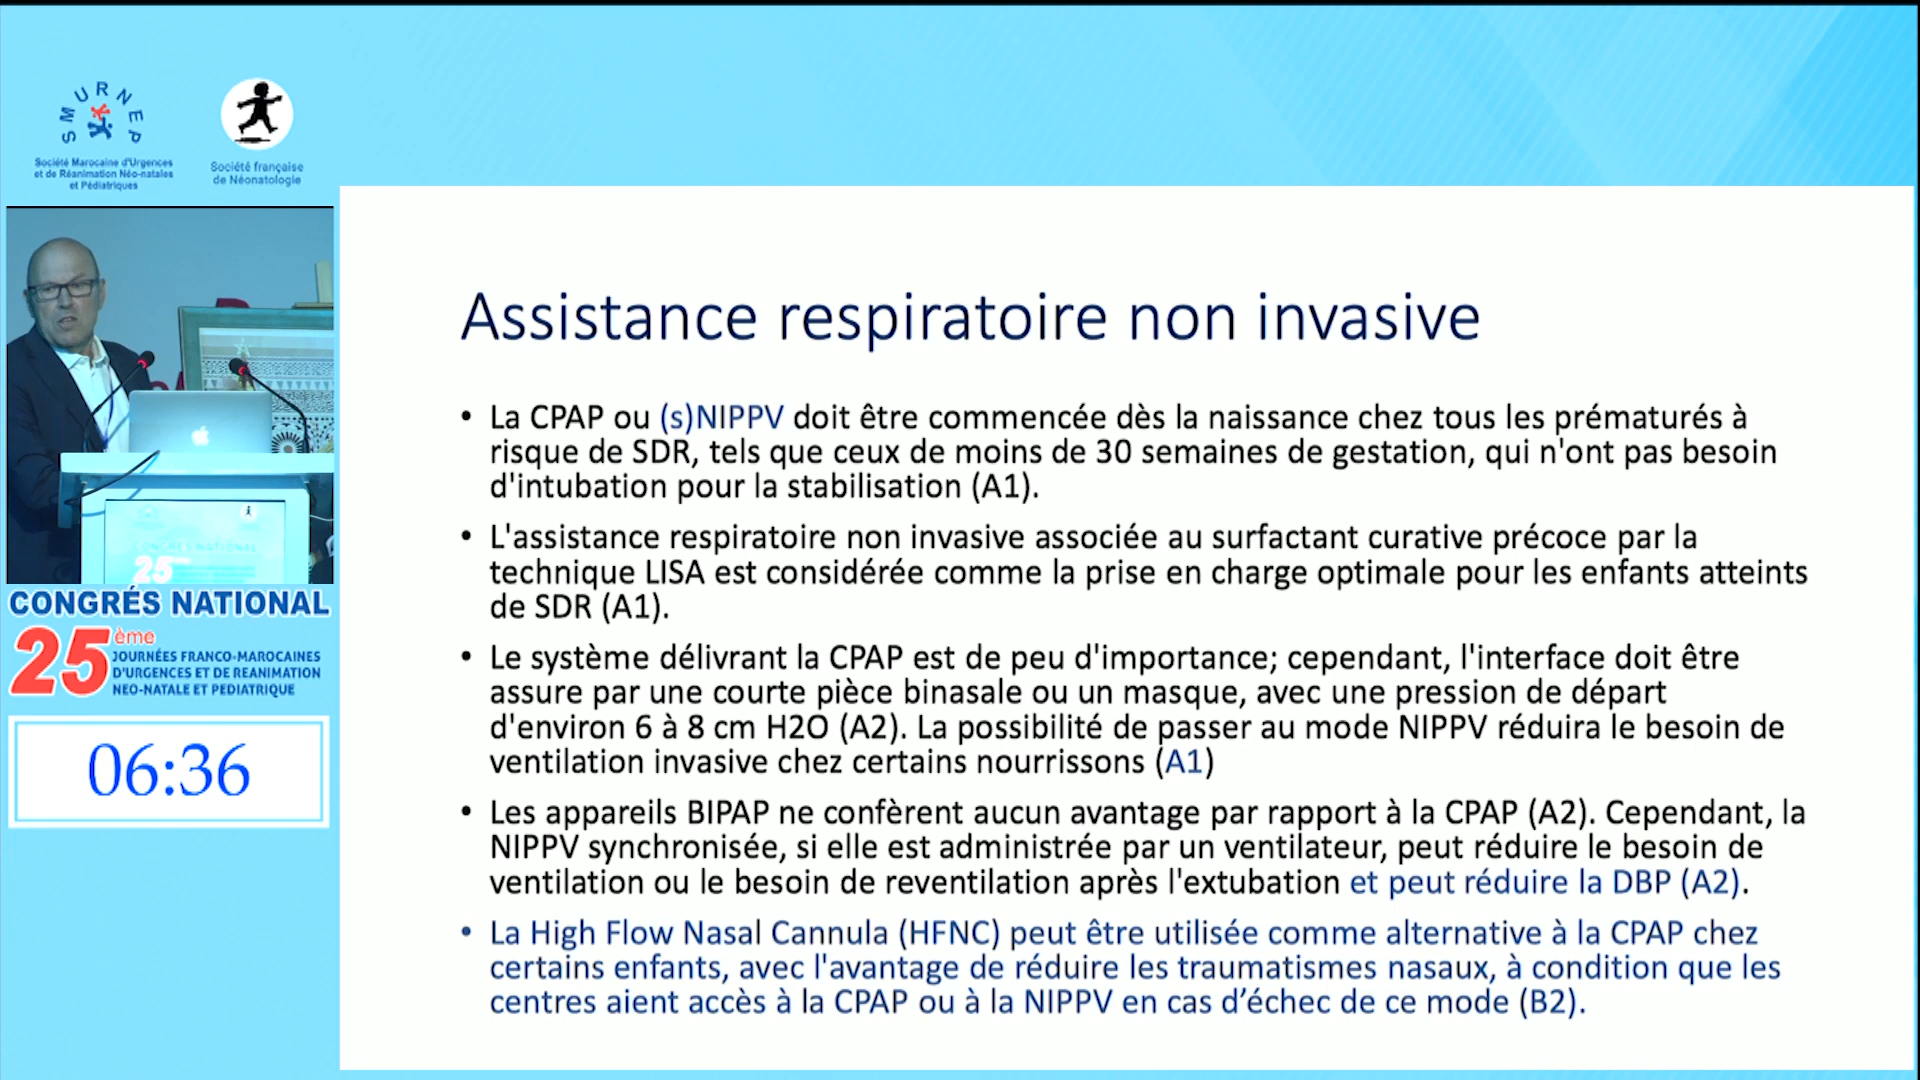 SMURNEP
Société Marocaine d'Urgences
et de Réanimation Néo-natales
et Pédiatriques
Société française
de Néonatologie
Assistance respiratoire non invasive
• La CPAP ou (s)NIPPV doit être commencée dès la naissance chez tous les prématurés à
risque de SDR, tels que ceux de moins de 30 semaines de gestation, qui n'ont pas besoin
d'intubation pour la stabilisation (A1).
• L'assistance respiratoire non invasive associée au surfactant curative précoce par la
technique LISA est considérée comme la prise en charge optimale pour les enfants atteints
de SDR (A1).
• Le système délivrant la CPAP est de peu d'importance; cependant, l'interface doit être
assure par une courte pièce binasale ou un masque, avec une pression de départ
d'environ 6 à 8 cm H2O (A2). La possibilité de passer au mode NIPPV réduira le besoin de
ventilation invasive chez certains nourrissons (A1)
• Les appareils BIPAP ne confèrent aucun avantage par rapport à la CPAP (A2). Cependant, la
NIPPV synchronisée, si elle est administrée par un ventilateur, peut réduire le besoin de
ventilation ou le besoin de reventilation après l'extubation et peut réduire la DBP (A2).
• La High Flow Nasal Cannula (HFNC) peut être utilisée comme alternative à la CPAP chez
certains enfants, avec l'avantage de réduire les traumatismes nasaux, à condition que les
centres aient accès à la CPAP ou à la NIPPV en cas d’échec de ce mode (B2).
CONGRES NATIONAL
25
CONGRÉS NATIONAL
25ème
JOURNÉES FRANCO-MAROCAINES
D'URGENCES ET DE REANIMATION
NEO-NATALE ET PEDIATRIQUE
06:36